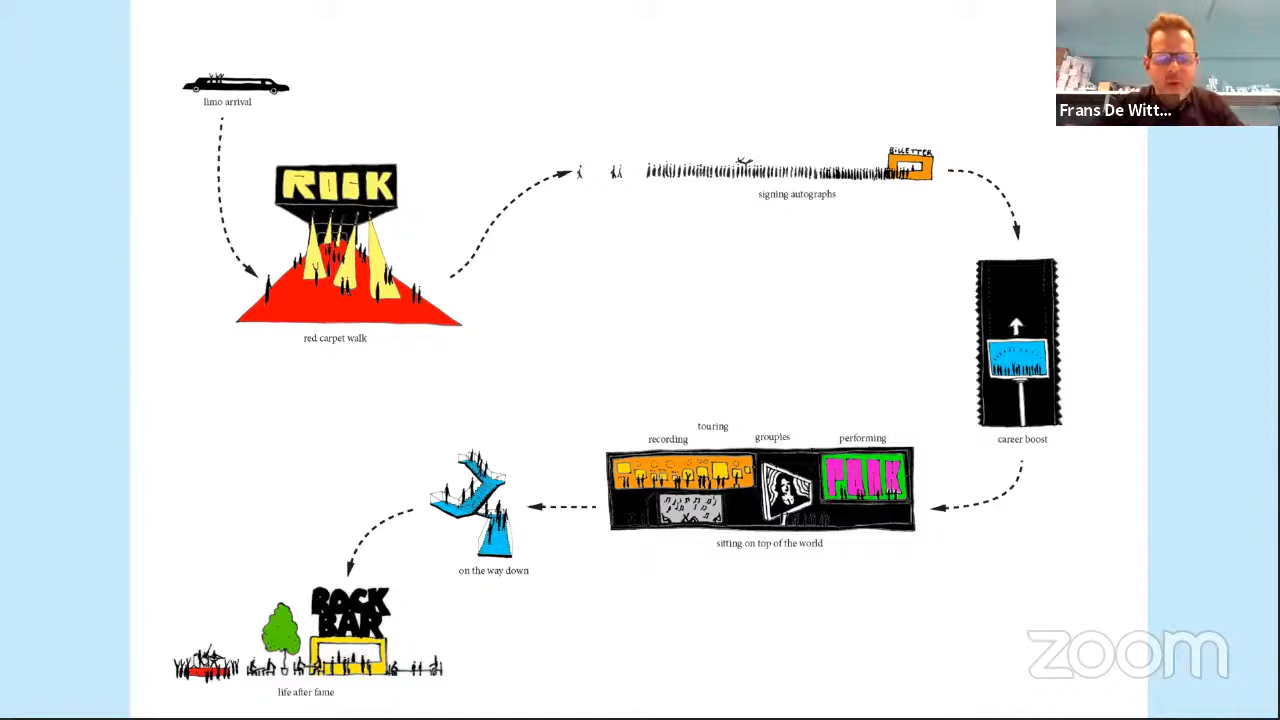 Frans De Witt...
limo arrival
ROCK
red carpet walk
BILLETTER
signing autographs
career boost
touring
recording
groupies
performing
sitting on top of the world
on the way down
ROCK
BAR
life after fame
zoom